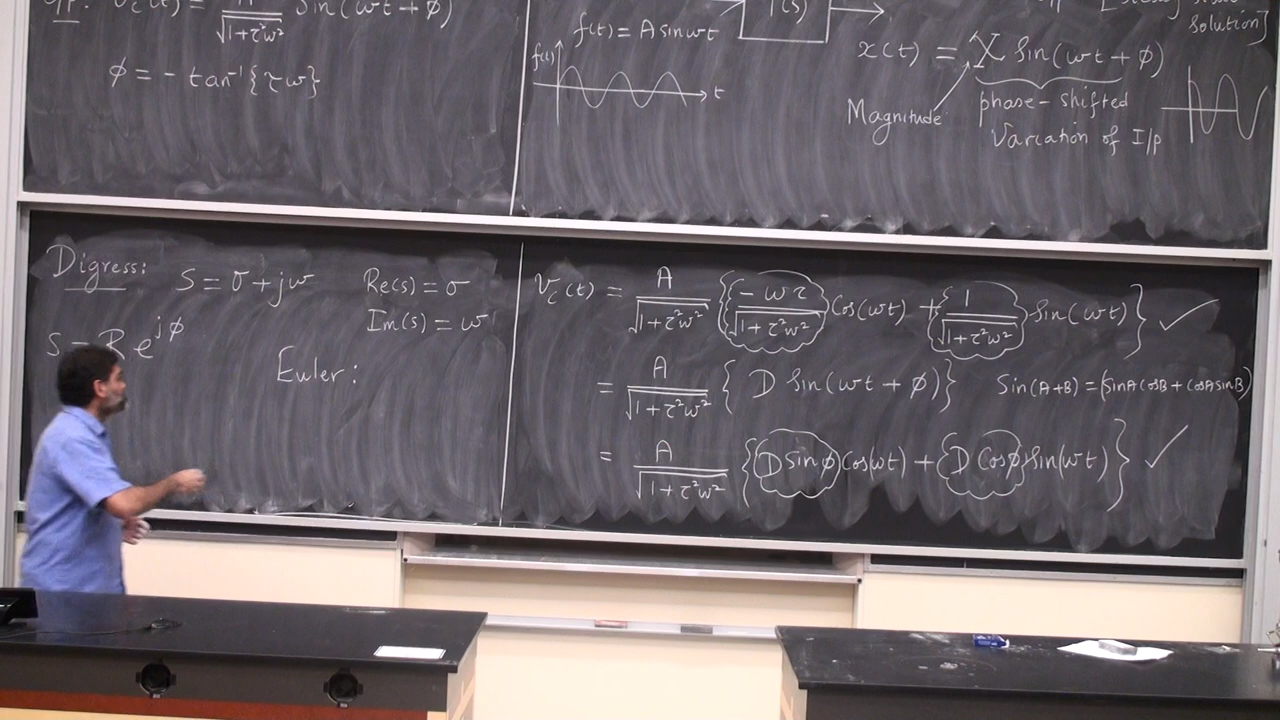 V_c(t) = A/√(1+τ²ω²) Sin(ωt+φ)
φ = - tan⁻¹{τω}
f(t) = A sinωt
f(t)
t
T(s)
solution]
x(t) = X Sin(ωt+φ)
Magnitude
phase-shifted
Variation of I/p
Digress: S = σ+jω
Re(s) = σ
Im(s) = ω
S = R e^{jφ}
Euler:
V_c(t) = A/√(1+τ²ω²) { -ωτ/√(1+τ²ω²) Cos(ωt) + 1/√(1+τ²ω²) Sin(ωt) } ✓
= A/√(1+τ²ω²) { D Sin(ωt+φ) } Sin(A+B) = (SinA CosB + CosA SinB)
= A/√(1+τ²ω²) { D sinφ Cos(ωt) + D Cosφ Sin(ωt) } ✓